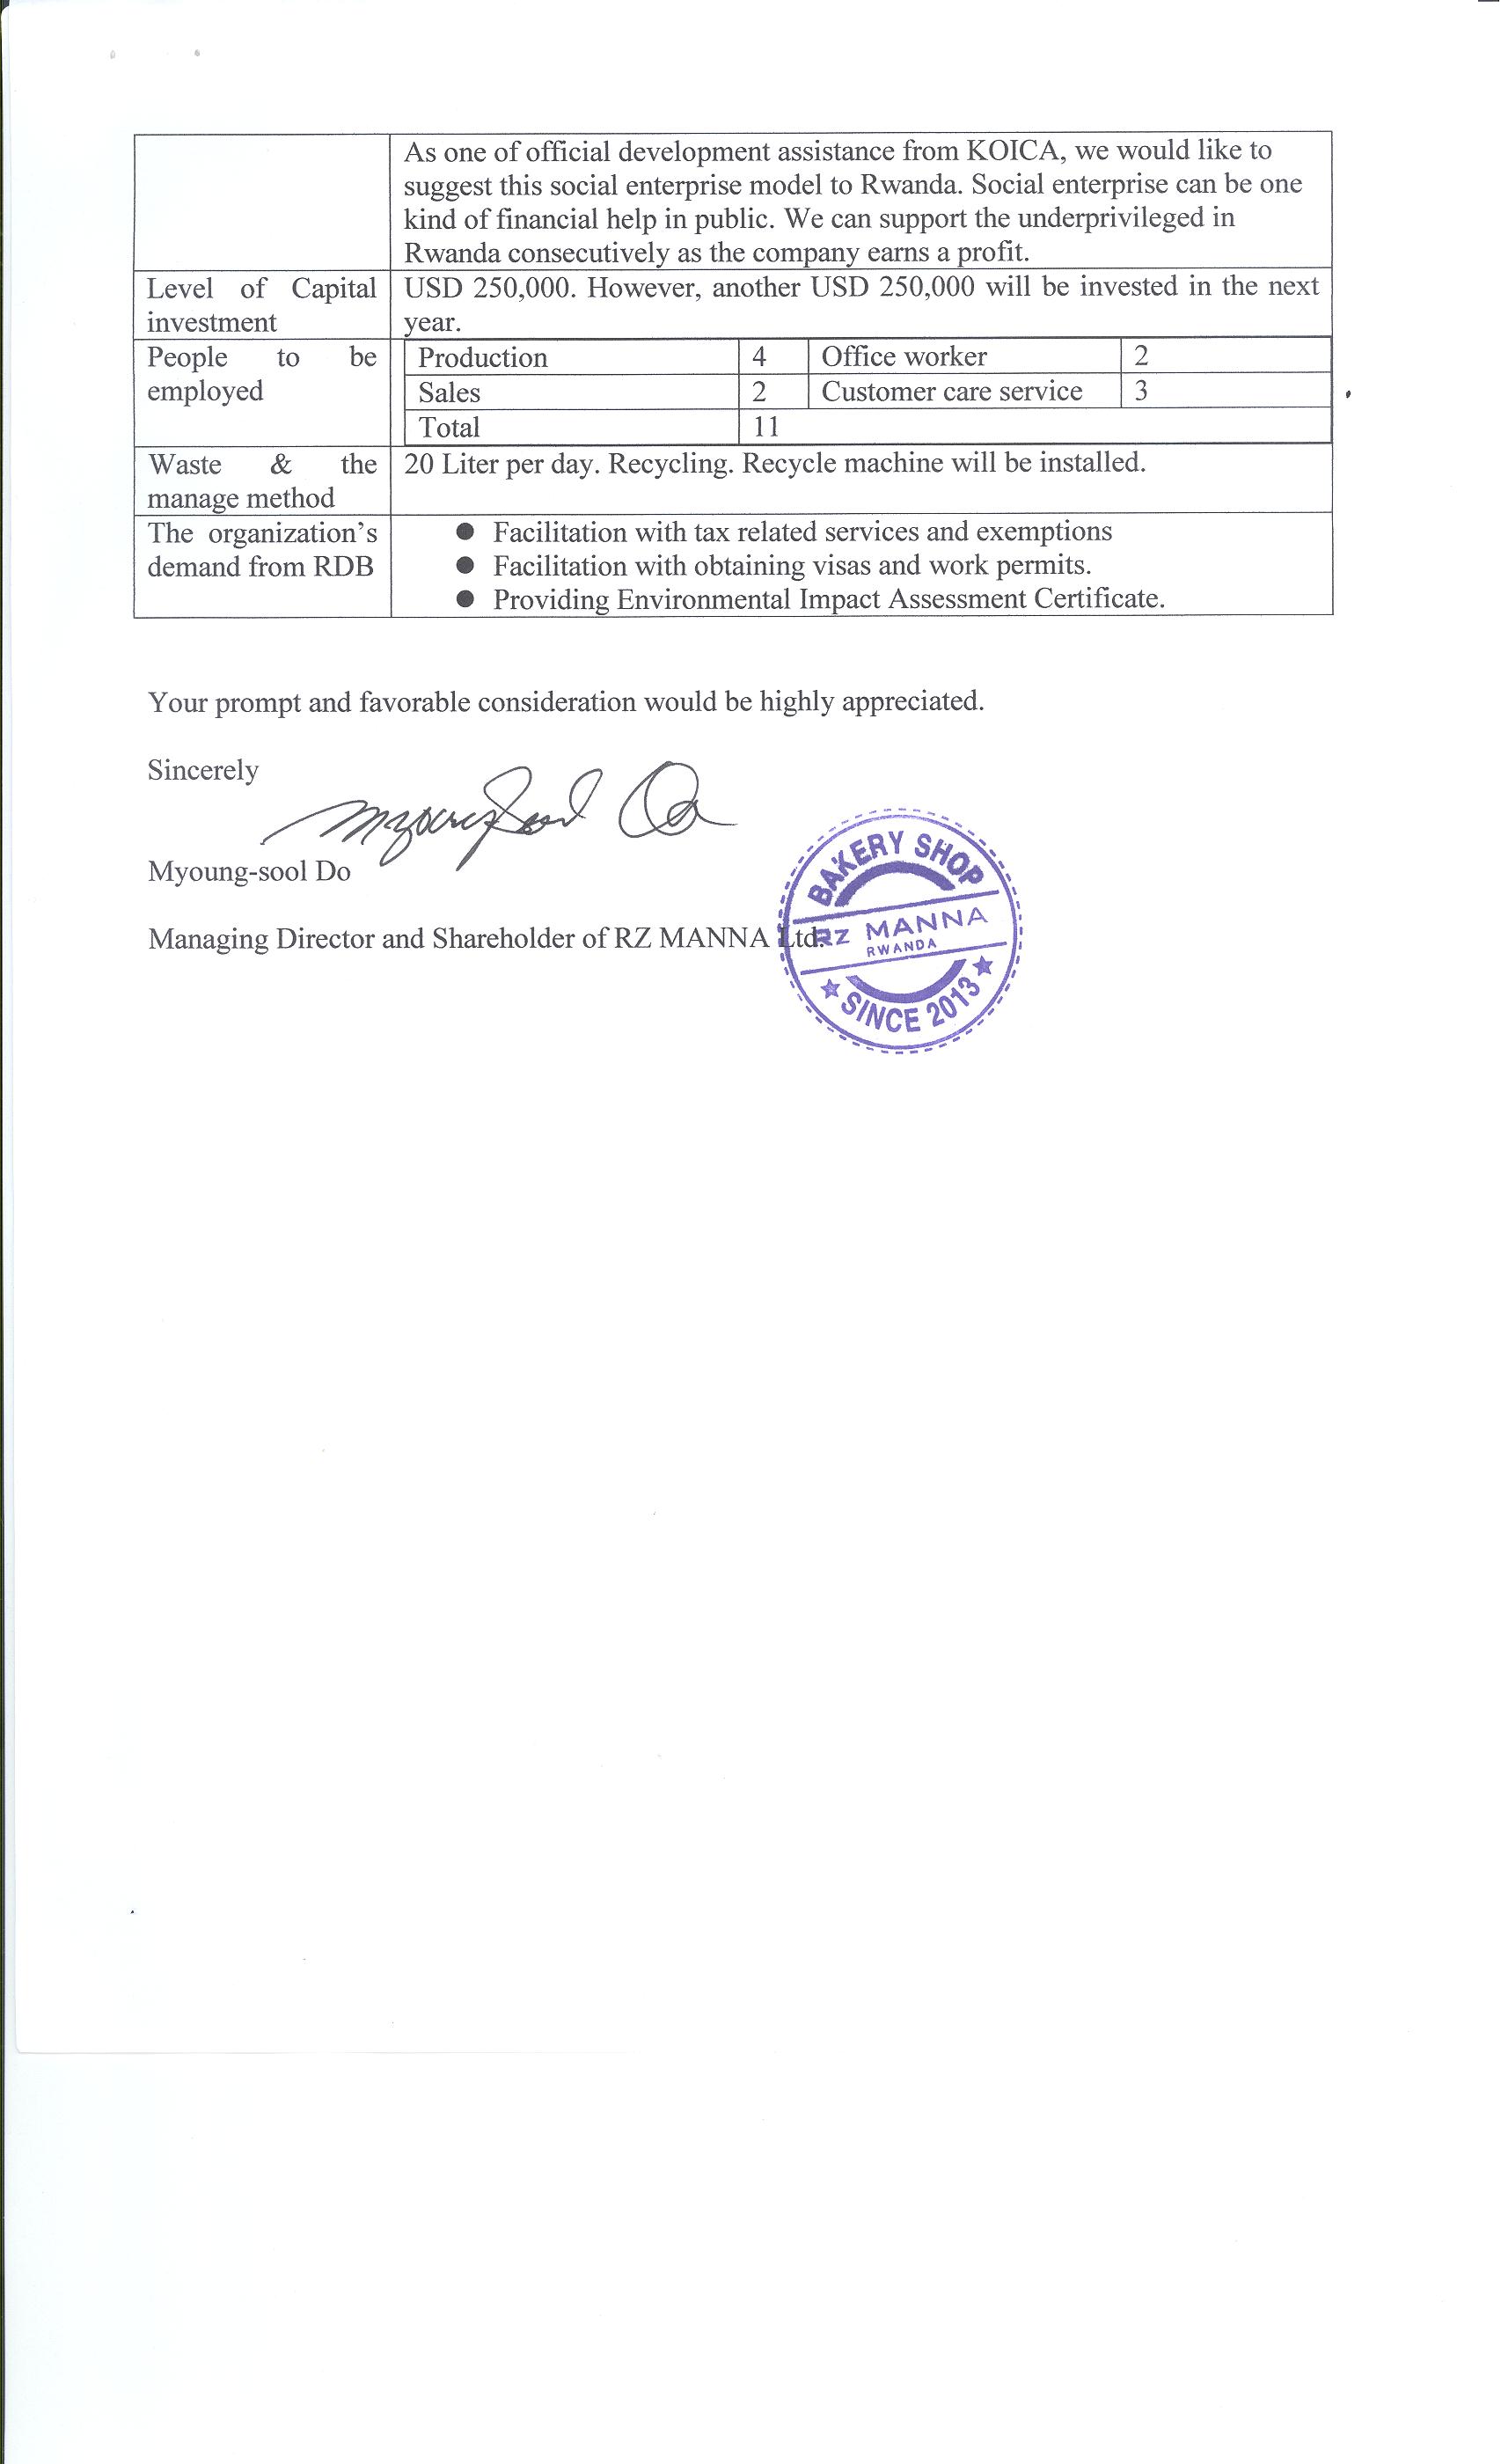 As one of official development assistance from KOICA, we would like to
suggest this social enterprise model to Rwanda. Social enterprise can be one
kind of financial help in public. We can support the underprivileged in
Rwanda consecutively as the company earns a profit.
Level of Capital investment
USD 250,000. However, another USD 250,000 will be invested in the next
year.
People to be employed
Production 4 Office worker 2
Sales 2 Customer care service 3
Total 11
Waste & the manage method
20 Liter per day. Recycling. Recycle machine will be installed.
The organization's demand from RDB
● Facilitation with tax related services and exemptions
● Facilitation with obtaining visas and work permits.
● Providing Environmental Impact Assessment Certificate.
Your prompt and favorable consideration would be highly appreciated.
Sincerely
Myoung-sool Do
Managing Director and Shareholder of RZ MANNA Ltd.
BAKERY SHOP
RZ MANNA
RWANDA
SINCE 2013